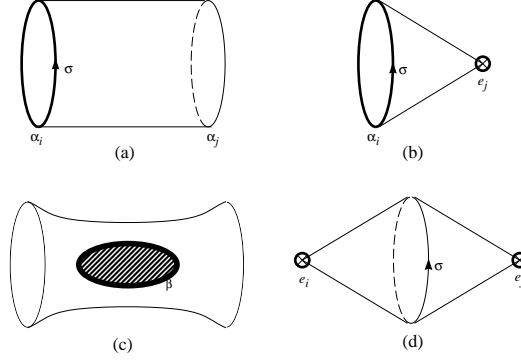 σ σ
e_j
α_i α_j α_i
(a) (b)
β
e_i σ e_j
(c) (d)